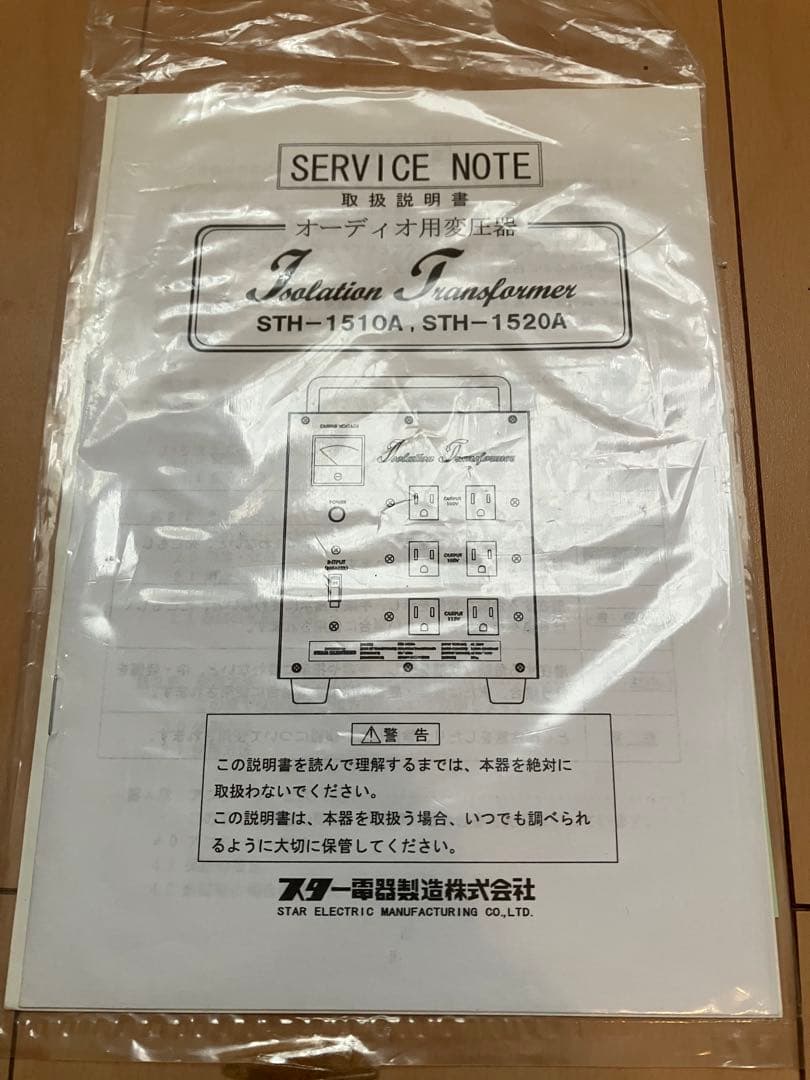 SERVICE NOTE
取扱説明書
オーディオ用変圧器
Isolation Transformer
STH-1510A, STH-1520A
Isolation Transformer
POWER
OUTPUT
100V
OUTPUT
100V
OUTPUT
115V
⚠警告
この説明書を読んで理解するまでは、本器を絶対に
取扱わないでください。
この説明書は、本器を取扱う場合、いつでも調べられ
るように大切に保管してください。
スター電器製造株式会社
STAR ELECTRIC MANUFACTURING CO.,LTD.